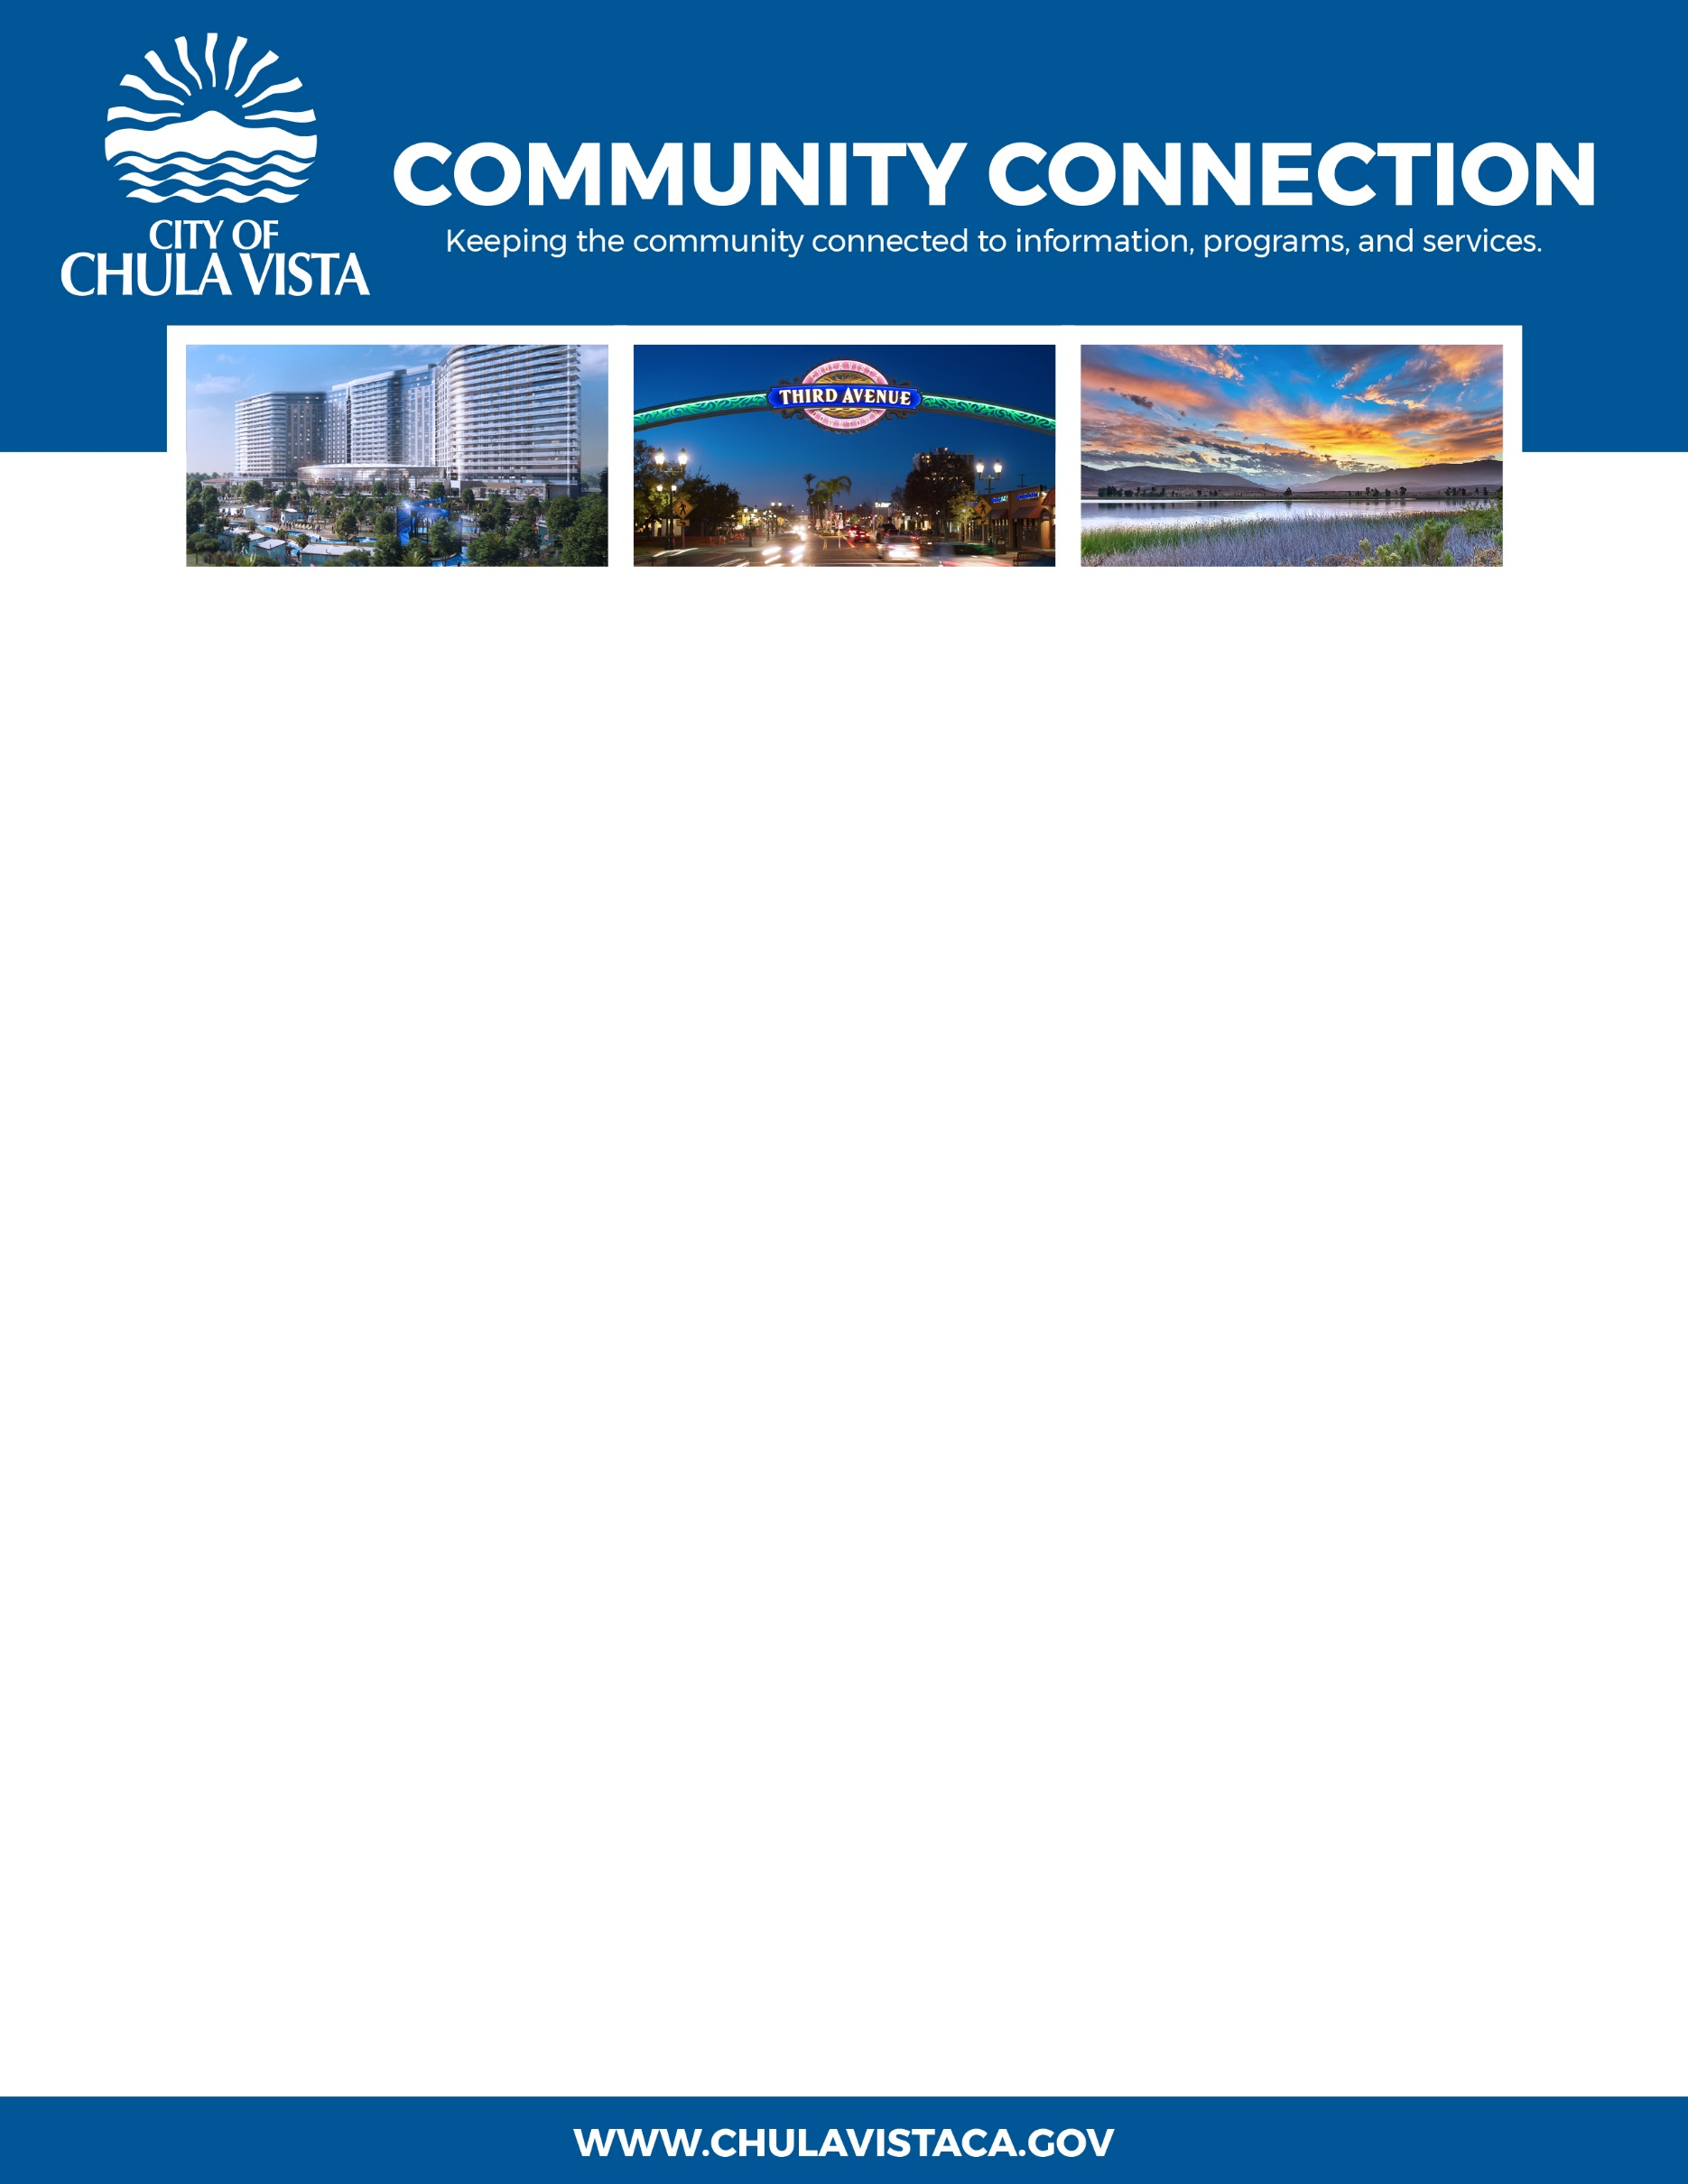 COMMUNITY CONNECTION
Keeping the community connected to information, programs, and services.
CITY OF
CHULA VISTA
THIRD AVENUE
WWW.CHULAVISTACA.GOV